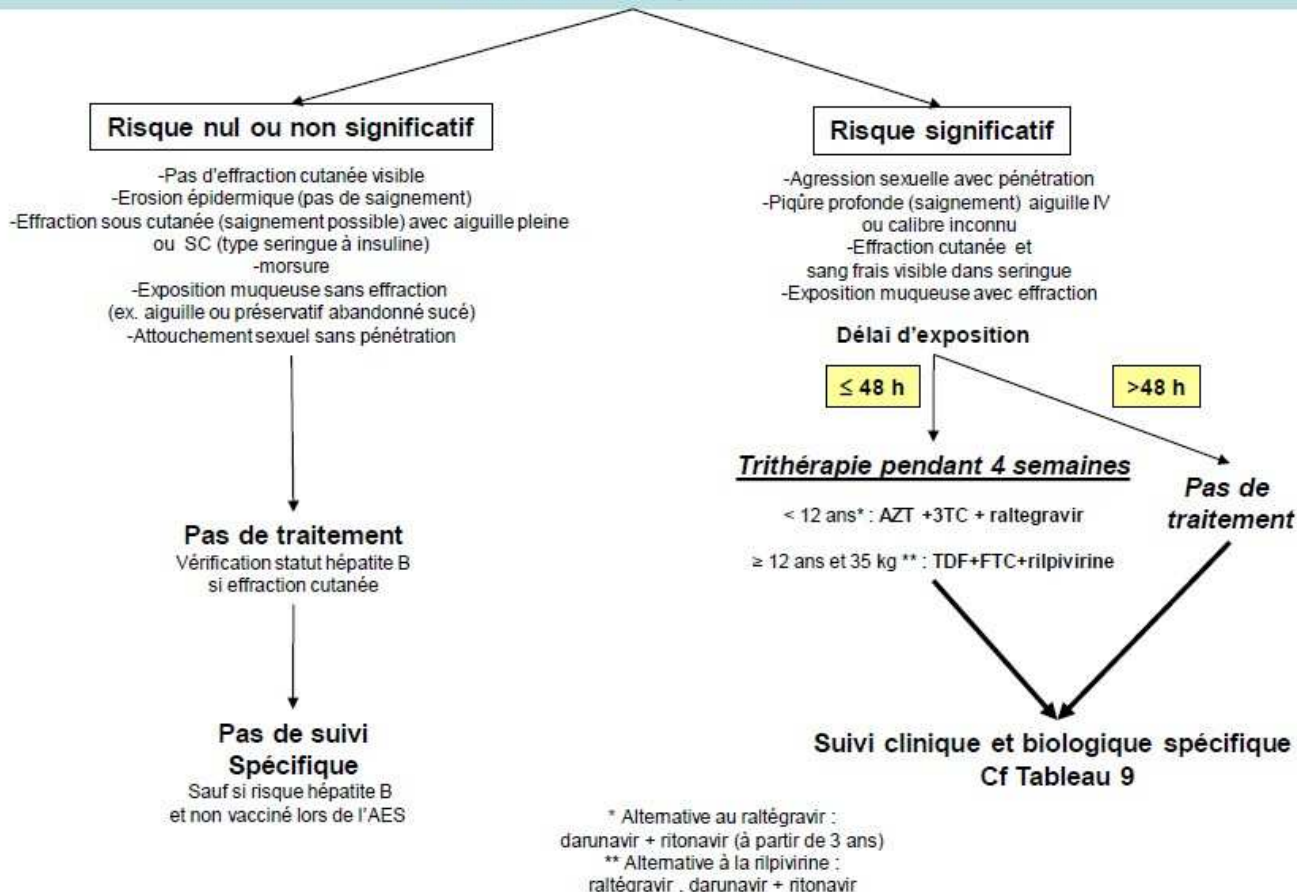 Risque nul ou non significatif
-Pas d'effraction cutanée visible
-Erosion épidermique (pas de saignement)
-Effraction sous cutanée (saignement possible) avec aiguille pleine
ou SC (type seringue à insuline)
-morsure
-Exposition muqueuse sans effraction
(ex. aiguille ou préservatif abandonné sucé)
-Attouchement sexuel sans pénétration
Pas de traitement
Vérification statut hépatite B
si effraction cutanée
Pas de suivi
Spécifique
Sauf si risque hépatite B
et non vacciné lors de l'AES
Risque significatif
-Agression sexuelle avec pénétration
-Piqûre profonde (saignement) aiguille IV
ou calibre inconnu
-Effraction cutanée et
sang frais visible dans seringue
-Exposition muqueuse avec effraction
Délai d'exposition
≤ 48 h
>48 h
Trithérapie pendant 4 semaines
< 12 ans* : AZT +3TC + raltegravir
≥ 12 ans et 35 kg ** : TDF+FTC+rilpivirine
Pas de
traitement
Suivi clinique et biologique spécifique
Cf Tableau 9
* Alternative au raltégravir :
darunavir + ritonavir (à partir de 3 ans)
** Alternative à la rilpivirine :
raltégravir , darunavir + ritonavir